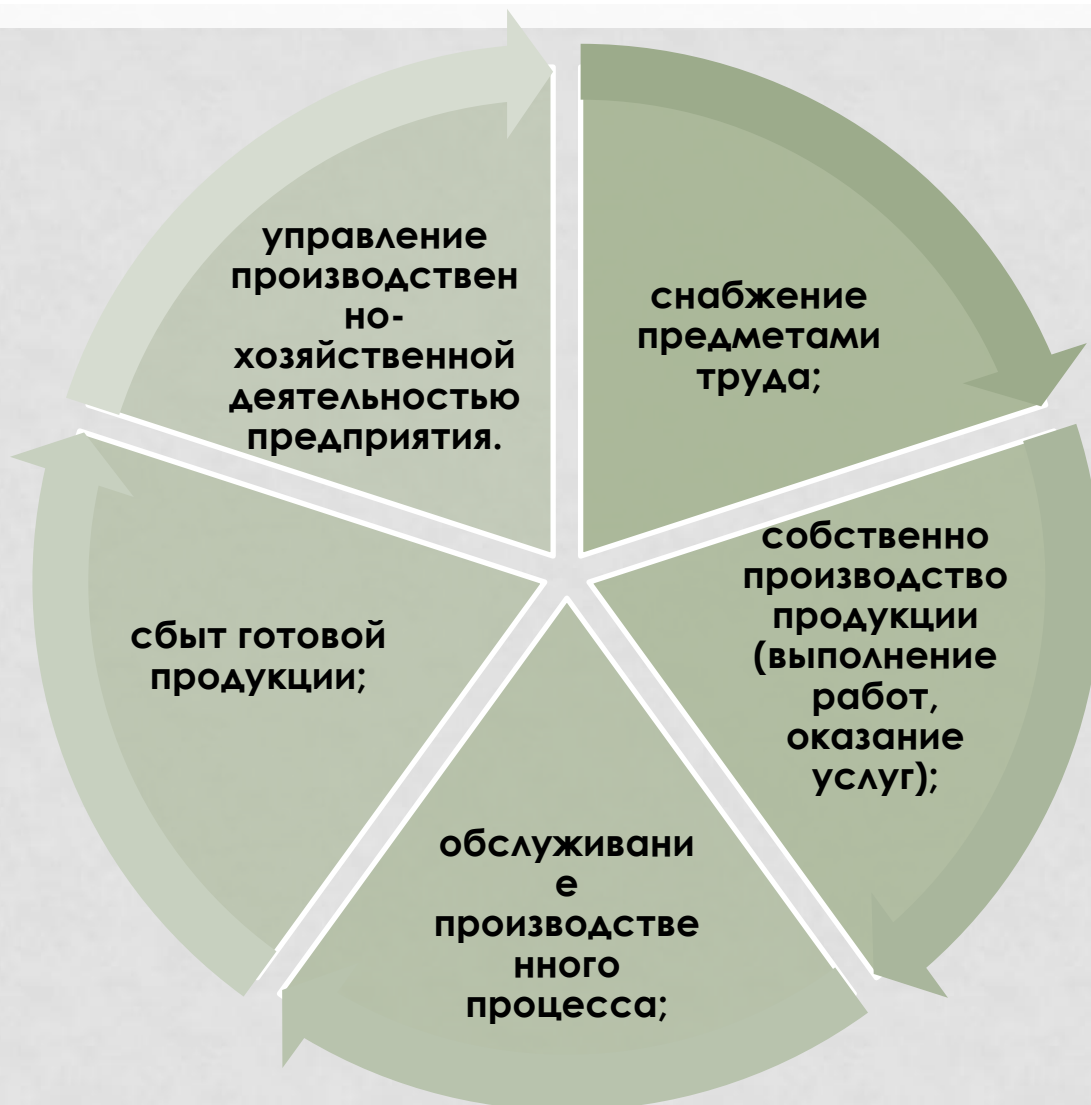 снабжение
предметами
труда;
собственно
производство
продукции
(выполнение
работ,
оказание
услуг);
обслуживани
е
производстве
нного
процесса;
сбыт готовой
продукции;
управление
производствен
но-
хозяйственной
деятельностью
предприятия.